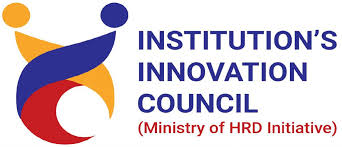 INSTITUTION'S
INNOVATION
COUNCIL
(Ministry of HRD Initiative)